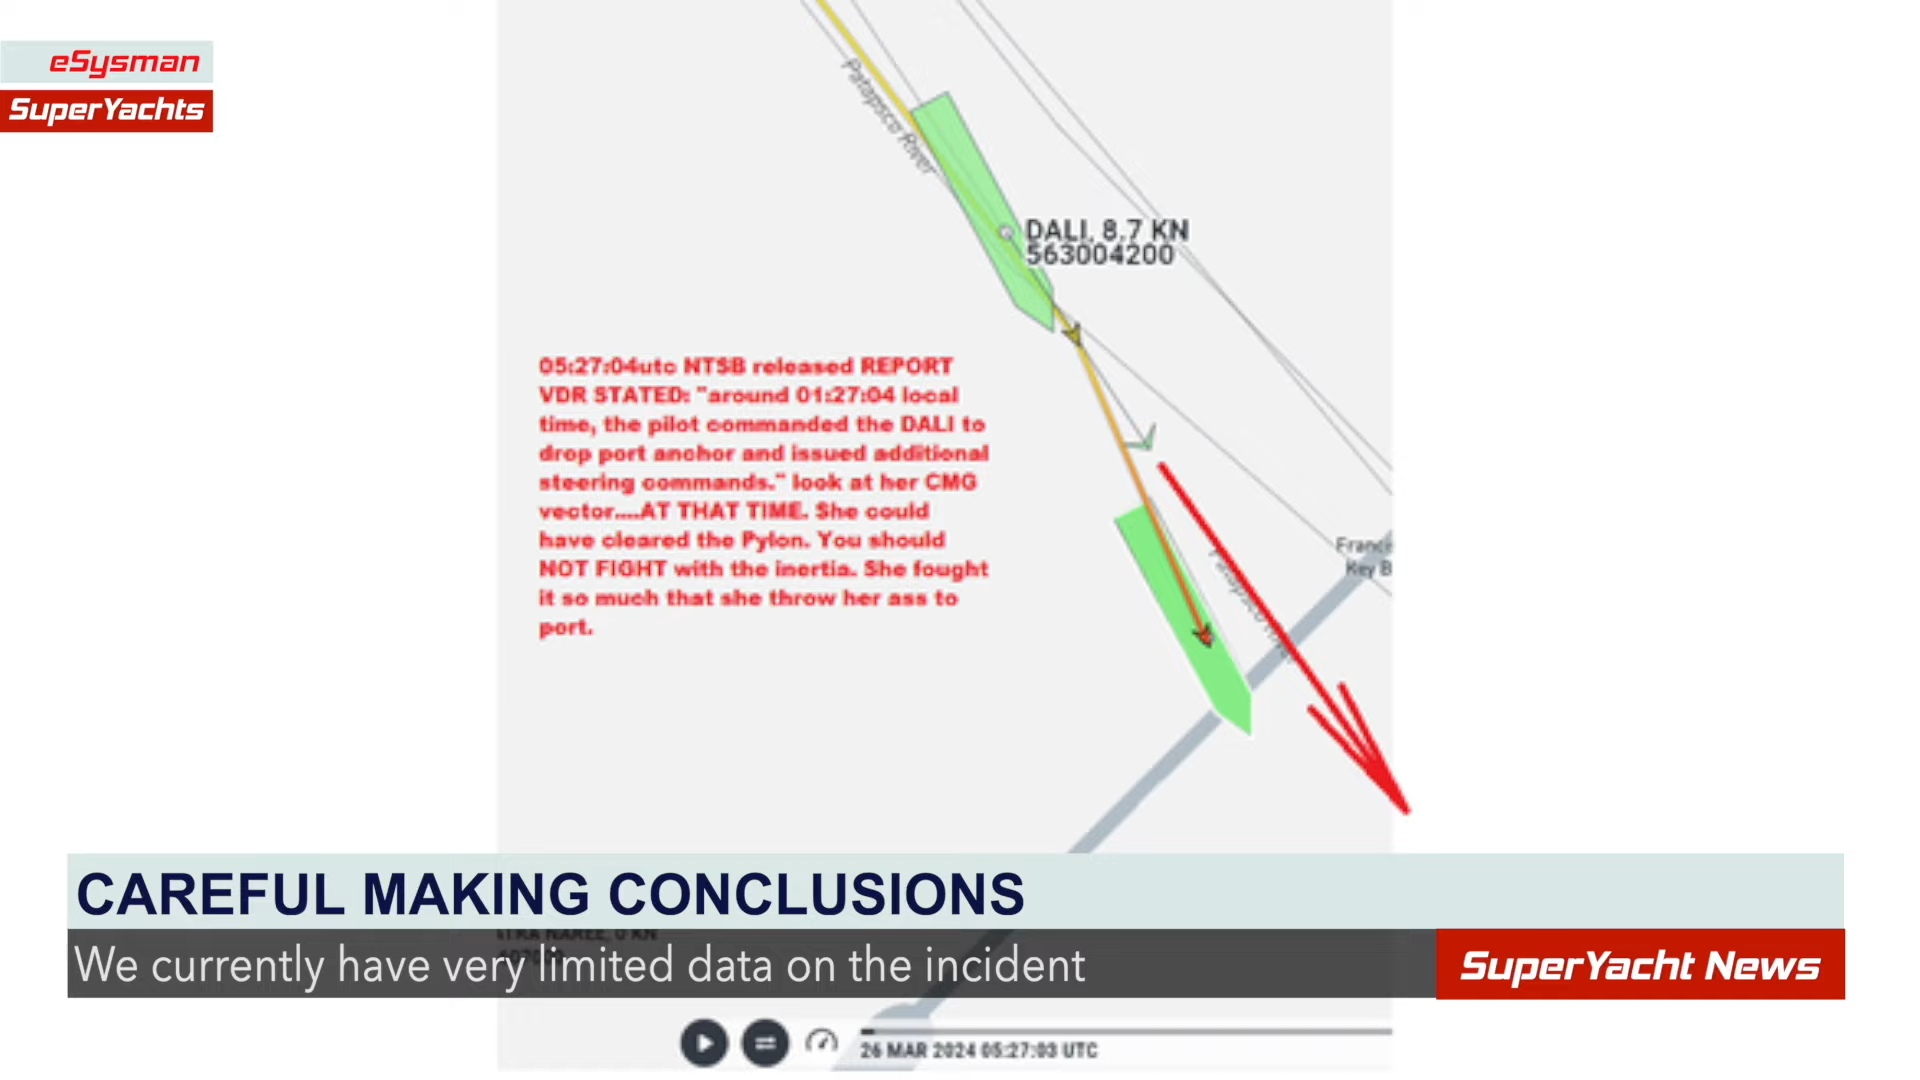 eSysman
SuperYachts
Patapsco River
DALI, 8.7 KN
563004200
05:27:04utc NTSB released REPORT
VDR STATED: "around 01:27:04 local
time, the pilot commanded the DALI to
drop port anchor and issued additional
steering commands." look at her CMG
vector....AT THAT TIME. She could
have cleared the Pylon. You should
NOT FIGHT with the inertia. She fought
it so much that she throw her ass to
port.
Patapsco River
Key B
CAREFUL MAKING CONCLUSIONS
We currently have very limited data on the incident
SuperYacht News
26 MAR 2024 05:27:03 UTC